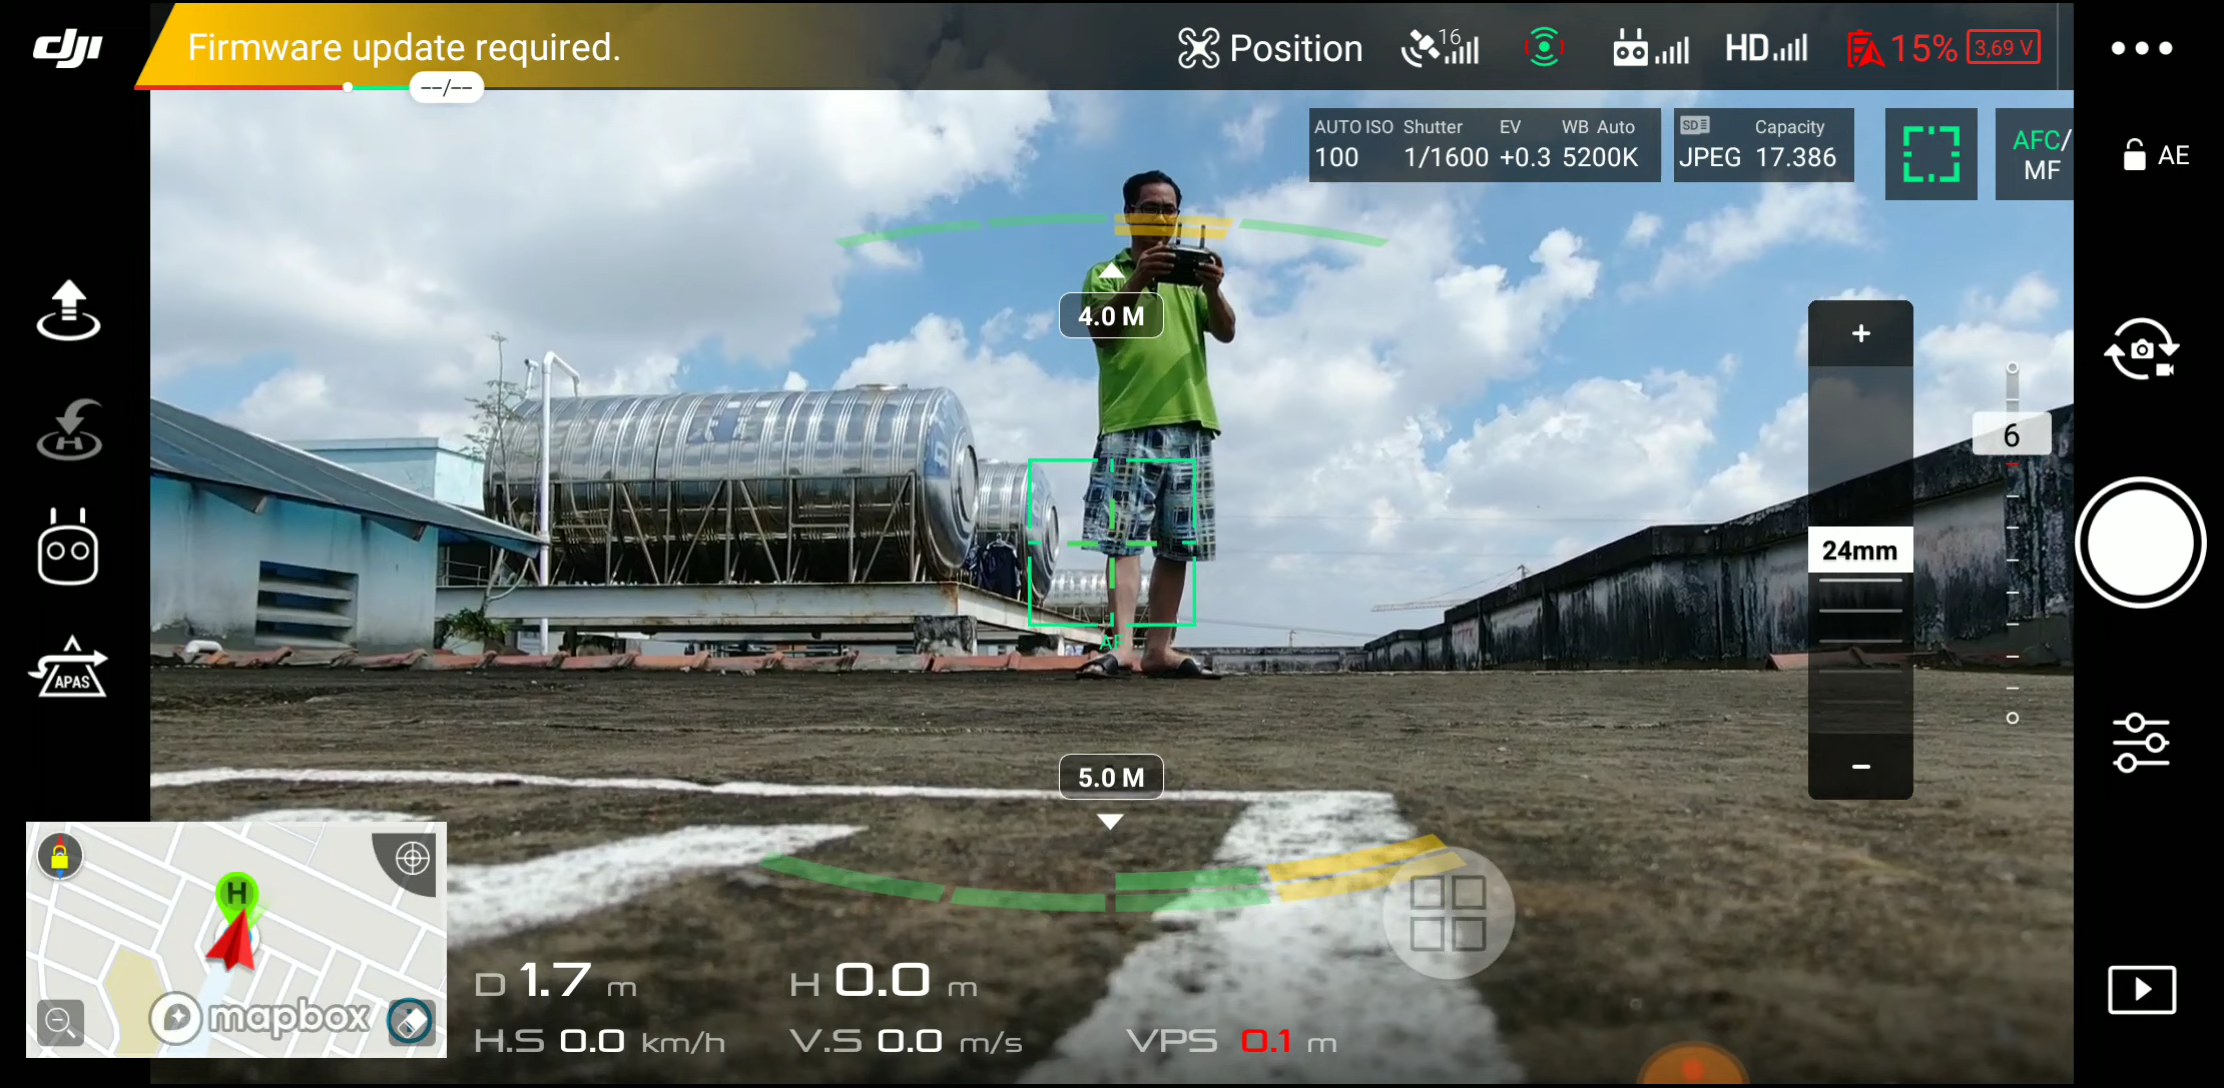 dji
Firmware update required.
--/--
Position
16
HD
15%
3,69 V
AUTO ISO Shutter EV WB Auto
100 1/1600 +0.3 5200K
SD Capacity
JPEG 17.386
AFC/
MF
AE
4.0 M
+
6
24mm
AF
APAS
5.0 M
-
H
mapbox
D 1.7 m H 0.0 m
H.S 0.0 km/h V.S 0.0 m/s VPS 0.1 m